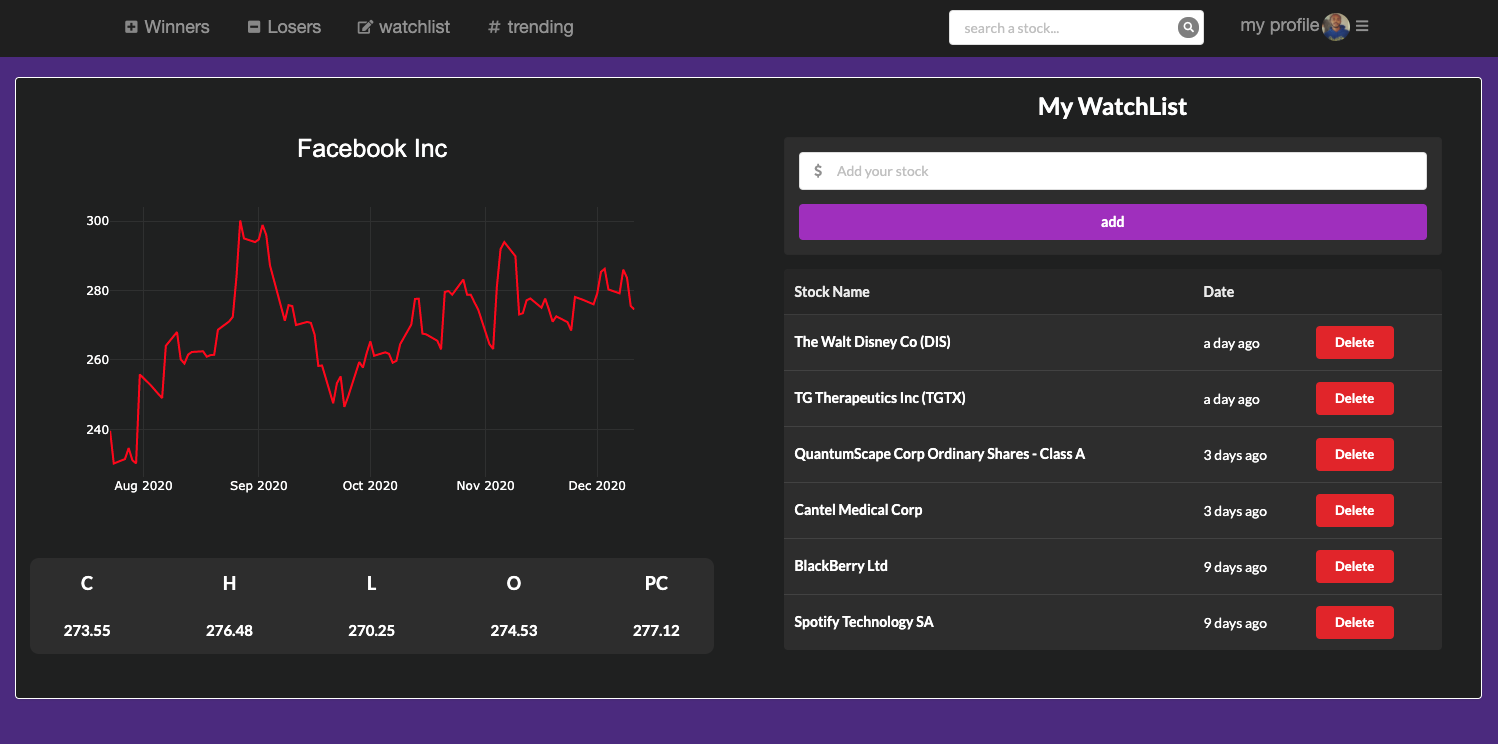 Winners Losers watchlist # trending search a stock... my profile
Facebook Inc
300
280
260
240
Aug 2020 Sep 2020 Oct 2020 Nov 2020 Dec 2020
C H L O PC
273.55 276.48 270.25 274.53 277.12
My WatchList
$ Add your stock
add
Stock Name Date
The Walt Disney Co (DIS) a day ago Delete
TG Therapeutics Inc (TGTX) a day ago Delete
QuantumScape Corp Ordinary Shares - Class A 3 days ago Delete
Cantel Medical Corp 3 days ago Delete
BlackBerry Ltd 9 days ago Delete
Spotify Technology SA 9 days ago Delete